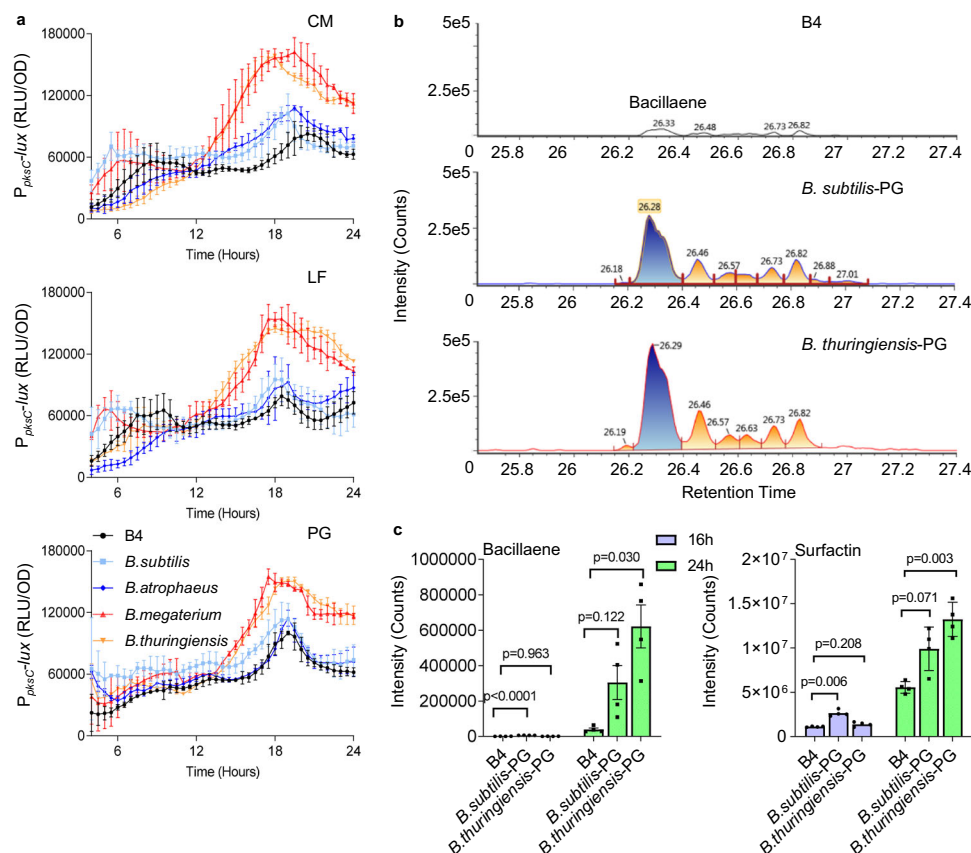 a
CM
P_pksC-lux (RLU/OD)
180000
120000
60000
0
6
12
18
24
Time (Hours)
LF
P_pksC-lux (RLU/OD)
180000
120000
60000
0
6
12
18
24
Time (Hours)
PG
P_pksC-lux (RLU/OD)
B4
B.subtilis
B.atrophaeus
B.megaterium
B.thuringiensis
180000
120000
60000
0
6
12
18
24
Time (Hours)
b
B4
Intensity (Counts)
5e5
2.5e5
Bacillaene
26.33
26.48
26.73
26.82
25.8
26
26.2
26.4
26.6
26.8
27
27.2
27.4
B. subtilis-PG
5e5
2.5e5
26.18
26.28
26.46
26.57
26.73
26.82
26.88
27.01
25.8
26
26.2
26.4
26.6
26.8
27
27.2
27.4
B. thuringiensis-PG
5e5
2.5e5
26.19
26.29
26.46
26.57
26.63
26.73
26.82
25.8
26
26.2
26.4
26.6
26.8
27
27.2
27.4
Retention Time
c
Bacillaene
16h
24h
Intensity (Counts)
1000000
800000
600000
400000
200000
0
p=0.030
p=0.122
p=0.963
p<0.0001
B4
B.subtilis-PG
B.thuringiensis-PG
B4
B.subtilis-PG
B.thuringiensis-PG
Surfactin
Intensity (Counts)
2×10⁷
1.5×10⁷
1×10⁷
5×10⁶
0
p=0.003
p=0.071
p=0.208
p=0.006
B4
B.subtilis-PG
B.thuringiensis-PG
B4
B.subtilis-PG
B.thuringiensis-PG